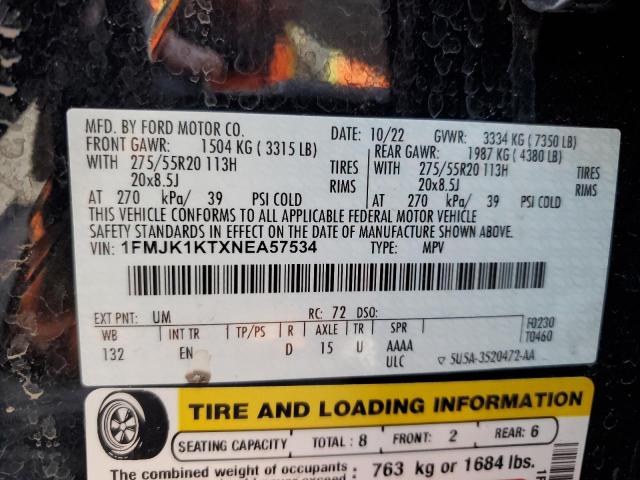 MFD. BY FORD MOTOR CO.
DATE: 10/22 GVWR: 3334 KG ( 7350 LB)
FRONT GAWR: 1504 KG ( 3315 LB) REAR GAWR: 1987 KG ( 4380 LB)
WITH 275/55R20 113H TIRES WITH 275/55R20 113H TIRES
20x8.5J RIMS 20x8.5J RIMS
AT 270 kPa/ 39 PSI COLD AT 270 kPa/ 39 PSI COLD
THIS VEHICLE CONFORMS TO ALL APPLICABLE FEDERAL MOTOR VEHICLE
SAFETY STANDARDS IN EFFECT ON THE DATE OF MANUFACTURE SHOWN ABOVE.
VIN: 1FMJK1KTXNEA57534 TYPE: MPV
EXT PNT: UM RC: 72 DSO:
WB INT TR TP/PS R AXLE TR SPR
132 EN D 15 U AAAA
ULC
F0230
T0460
▽ 5U5A-3520472-AA
TIRE AND LOADING INFORMATION
SEATING CAPACITY TOTAL : 8 FRONT: 2 REAR: 6
The combined weight of occupants : 763 kg or 1684 lbs.